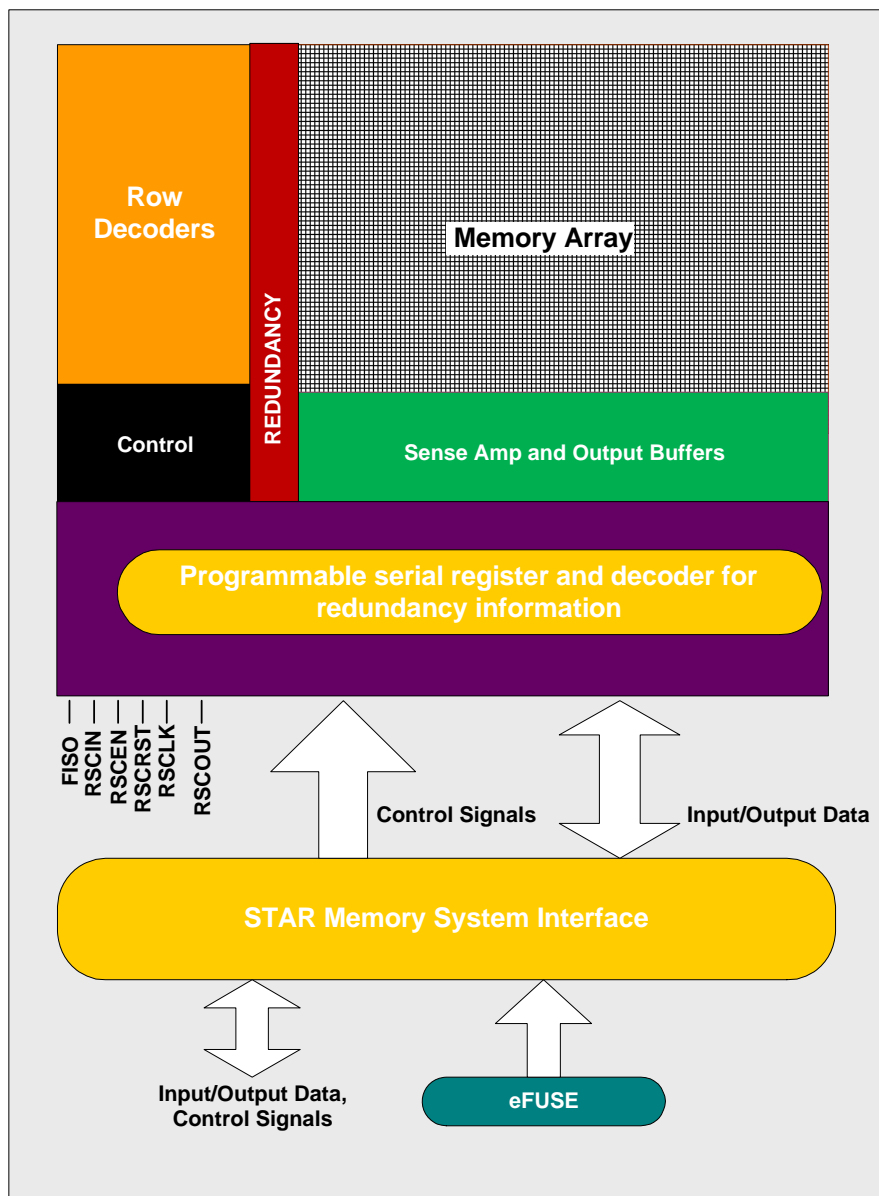 Row
Decoders
REDUNDANCY
Memory Array
Control
Sense Amp and Output Buffers
Programmable serial register and decoder for
redundancy information
FISO
RSCIN
RSCEN
RSCRST
RSCLK
RSCOUT
Control Signals
Input/Output Data
STAR Memory System Interface
Input/Output Data,
Control Signals
eFUSE